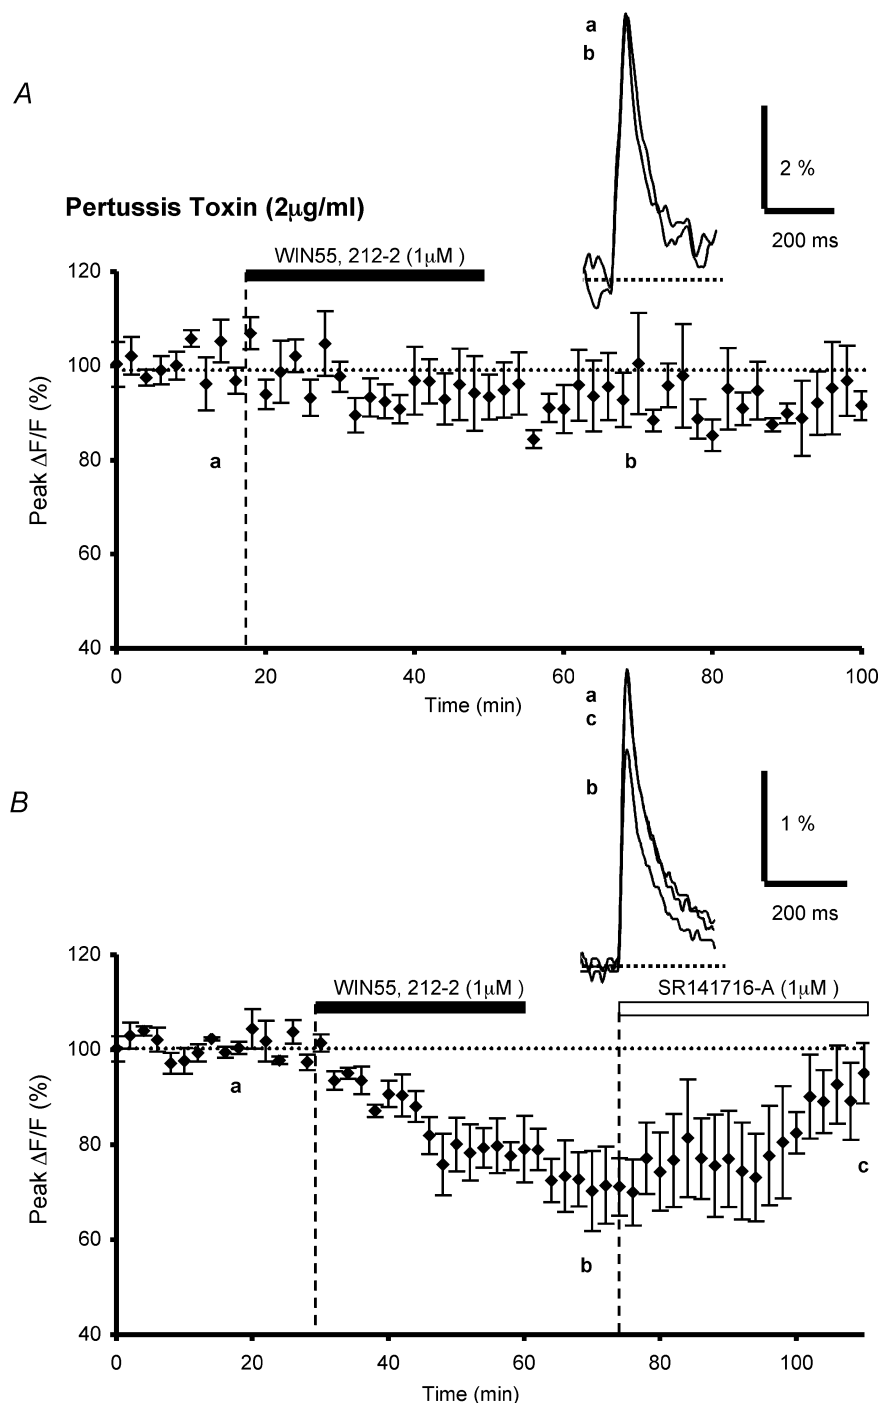 a
b
A
2 %
200 ms
Pertussis Toxin (2μg/ml)
WIN55, 212-2 (1μM )
120
100
80
60
40
Peak ΔF/F (%)
a
b
0
20
40
60
80
100
Time (min)
a
c
b
B
1 %
200 ms
WIN55, 212-2 (1μM )
SR141716-A (1μM )
120
100
80
60
40
Peak ΔF/F (%)
a
b
c
0
20
40
60
80
100
Time (min)